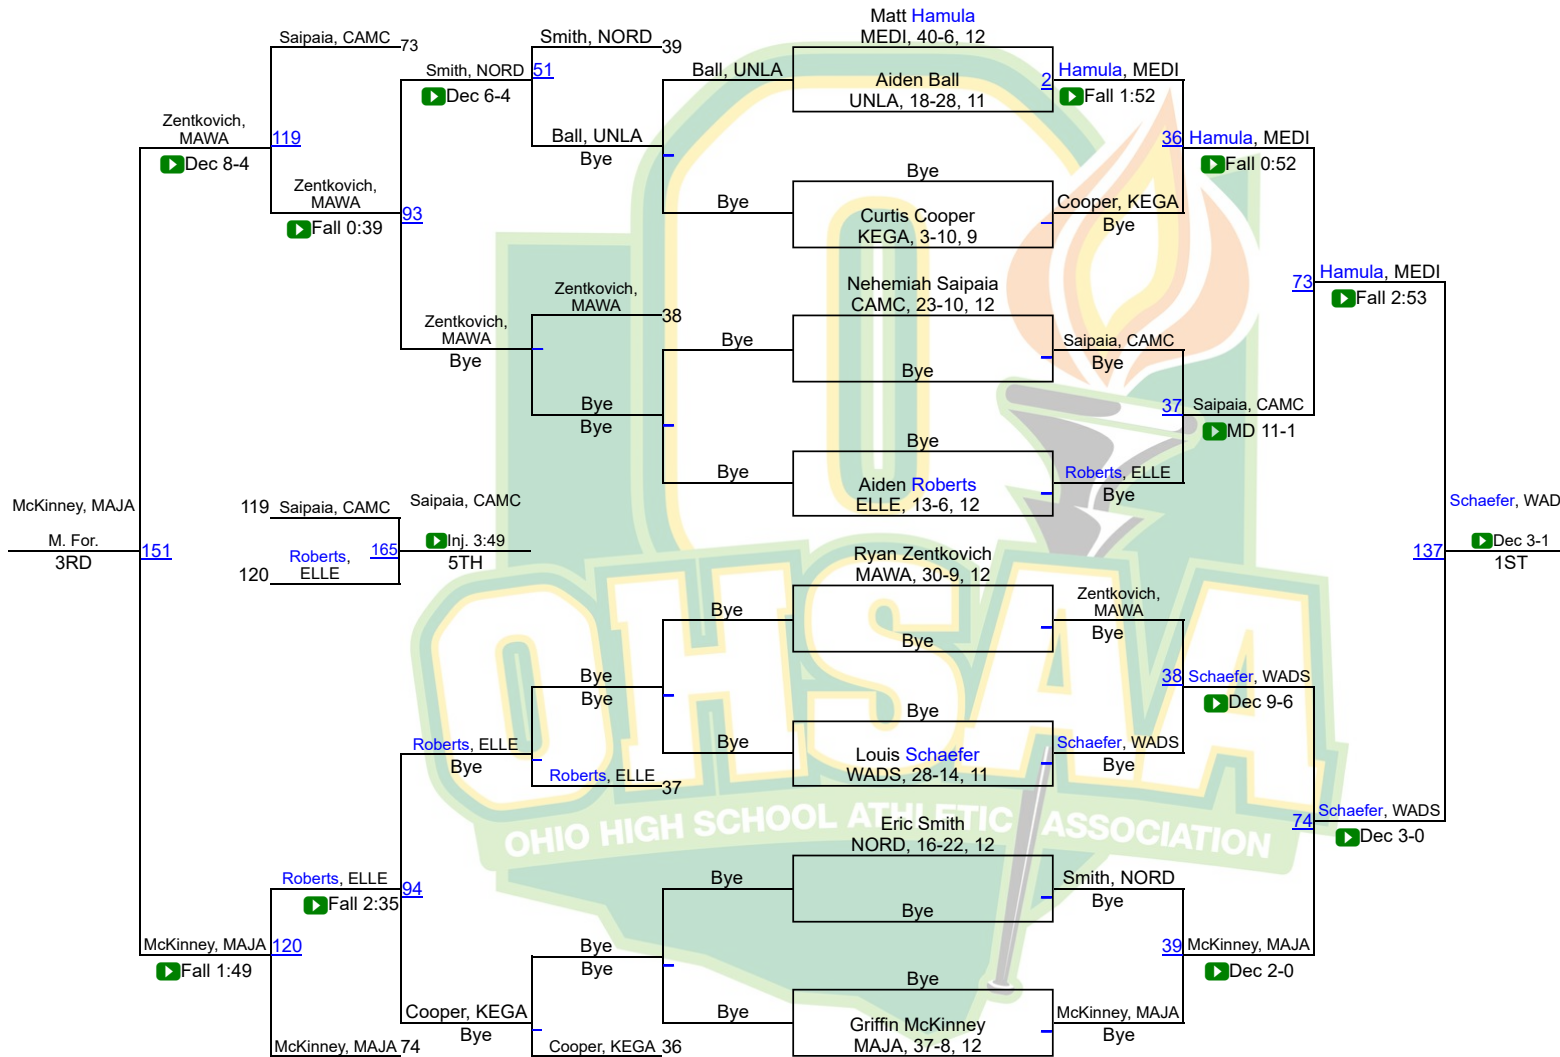 Matt Hamula
MEDI, 40-6, 12
Aiden Ball
UNLA, 18-28, 11
2
Bye
Curtis Cooper
KEGA, 3-10, 9
Nehemiah Saipaia
CAMC, 23-10, 12
Bye
Bye
Aiden Roberts
ELLE, 13-6, 12
Ryan Zentkovich
MAWA, 30-9, 12
Bye
Bye
Louis Schaefer
WADS, 28-14, 11
Eric Smith
NORD, 16-22, 12
Bye
Bye
Griffin McKinney
MAJA, 37-8, 12
Hamula, MEDI
Fall 1:52
Cooper, KEGA
Bye
Saipaia, CAMC
Bye
Roberts, ELLE
Bye
Zentkovich,
MAWA
Bye
Schaefer, WADS
Bye
Smith, NORD
Bye
McKinney, MAJA
Bye
36 Hamula, MEDI
Fall 0:52
37 Saipaia, CAMC
MD 11-1
38 Schaefer, WADS
Dec 9-6
39 McKinney, MAJA
Dec 2-0
73 Hamula, MEDI
Fall 2:53
74 Schaefer, WADS
Dec 3-0
Schaefer, WAD
137 Dec 3-1
1ST
Ball, UNLA
Bye
Bye
Bye
Bye
Bye
Bye
Bye
Smith, NORD 39
Ball, UNLA
Bye
Zentkovich,
MAWA
38
Bye
Bye
Bye
Bye
Roberts, ELLE
37
Bye
Bye
Cooper, KEGA 36
Smith, NORD 51
Dec 6-4
Zentkovich,
MAWA
Bye
Roberts, ELLE
Bye
Cooper, KEGA
Bye
Saipaia, CAMC 73
Zentkovich,
MAWA
93
Fall 0:39
Roberts, ELLE 94
Fall 2:35
McKinney, MAJA 74
Zentkovich,
MAWA
119
Dec 8-4
McKinney, MAJA 120
Fall 1:49
McKinney, MAJA
M. For. 151
3RD
119 Saipaia, CAMC
Roberts,
ELLE
120
165
Saipaia, CAMC
Inj. 3:49
5TH
OHSAA
OHIO HIGH SCHOOL ATHLETIC ASSOCIATION